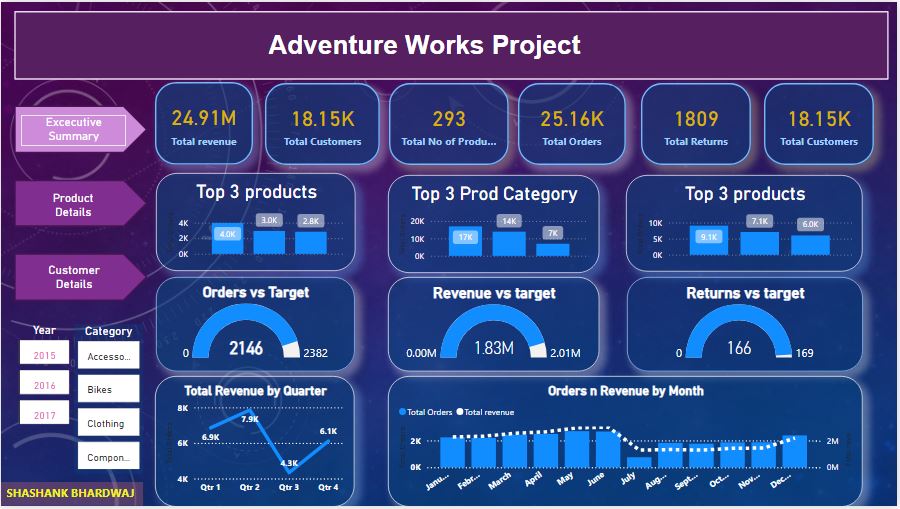 Adventure Works Project
Excecutive
Summary
Product
Details
Customer
Details
Year
2015
2016
2017
Category
Accesso...
Bikes
Clothing
Compon...
SHASHANK BHARDWAJ
24.91M
Total revenue
18.15K
Total Customers
293
Total No of Produ...
25.16K
Total Orders
1809
Total Returns
18.15K
Total Customers
Top 3 products
4K
2K
0K
4.0K
3.0K
2.8K
Top 3 Prod Category
20K
10K
0K
17K
14K
7K
Top 3 products
10K
5K
0K
9.1K
7.1K
6.0K
Orders vs Target
0
2146
2382
Revenue vs target
0.00M
1.83M
2.01M
Returns vs target
0
166
169
Total Revenue by Quarter
8K
6K
4K
6.9K
7.9K
4.3K
6.1K
Qtr 1 Qtr 2 Qtr 3 Qtr 4
Orders n Revenue by Month
Total Orders Total revenue
2K
0K
2M
0M
Janu... Febr... March April May June July Aug... Sept... Oct... Nov... Dec...